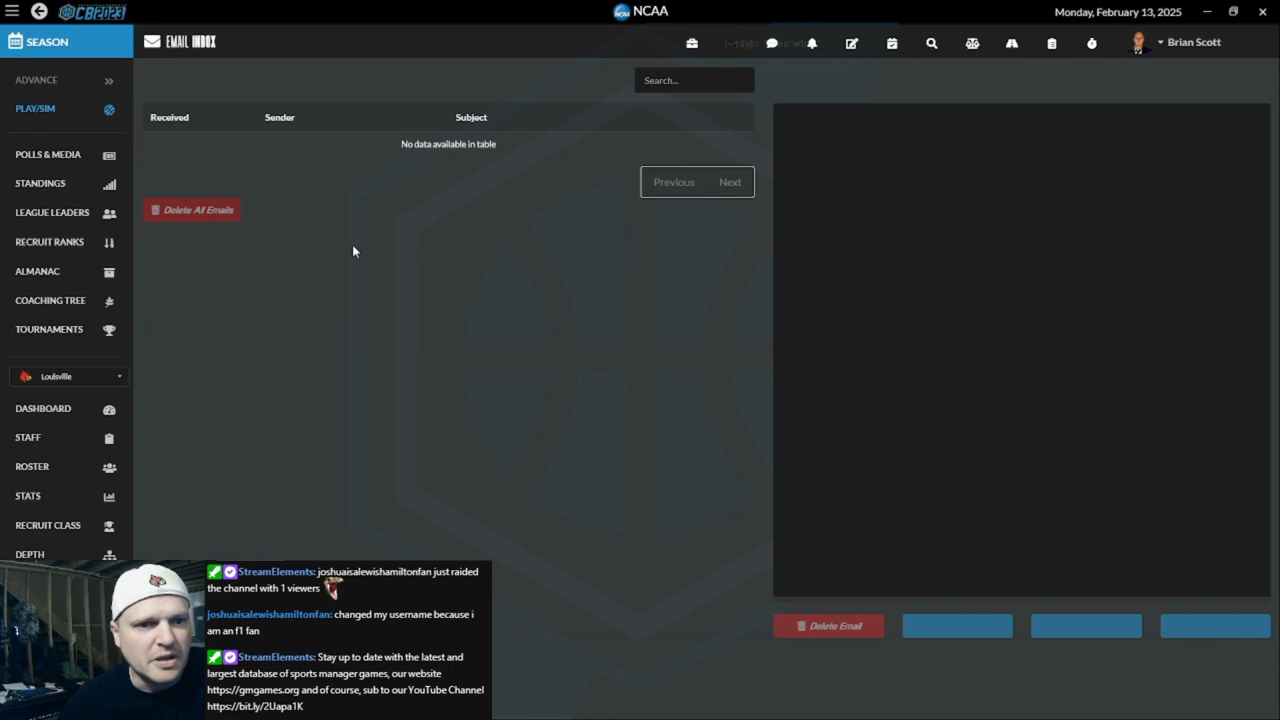 CB2023
NCAA
NCAA
Monday, February 13, 2025
SEASON
EMAIL INBOX
Brian Scott
ADVANCE
Search...
PLAY/SIM
Received Sender Subject
No data available in table
POLLS & MEDIA
STANDINGS
Previous Next
LEAGUE LEADERS
Delete All Emails
RECRUIT RANKS
ALMANAC
COACHING TREE
TOURNAMENTS
Louisville
DASHBOARD
STAFF
ROSTER
STATS
RECRUIT CLASS
DEPTH
StreamElements: joshuaisalewishamiltonfan just raided
the channel with 1 viewers
joshuaisalewishamiltonfan: changed my username because i
am an f1 fan
Delete Email
StreamElements: Stay up to date with the latest and
largest database of sports manager games, our website
https://gmgames.org and of course, sub to our YouTube Channel
https://bit.ly/2Uapa1K